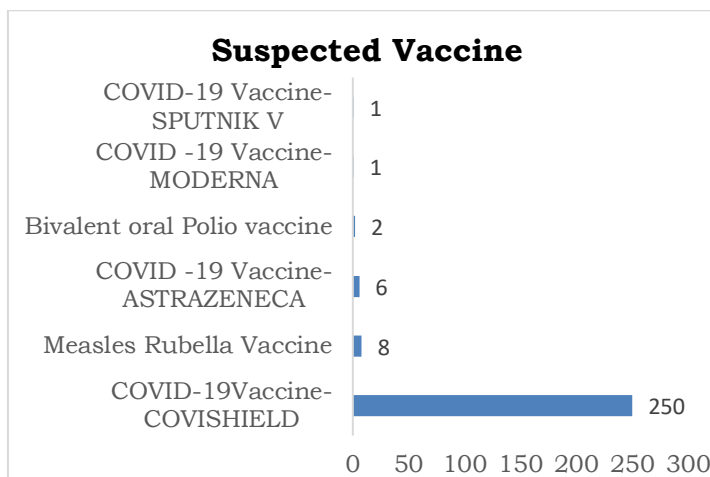 Suspected Vaccine
COVID-19 Vaccine-
SPUTNIK V
1
COVID -19 Vaccine-
MODERNA
1
Bivalent oral Polio vaccine
2
COVID -19 Vaccine-
ASTRAZENECA
6
Measles Rubella Vaccine
8
COVID-19Vaccine-
COVISHIELD
250
0 50 100 150 200 250 300